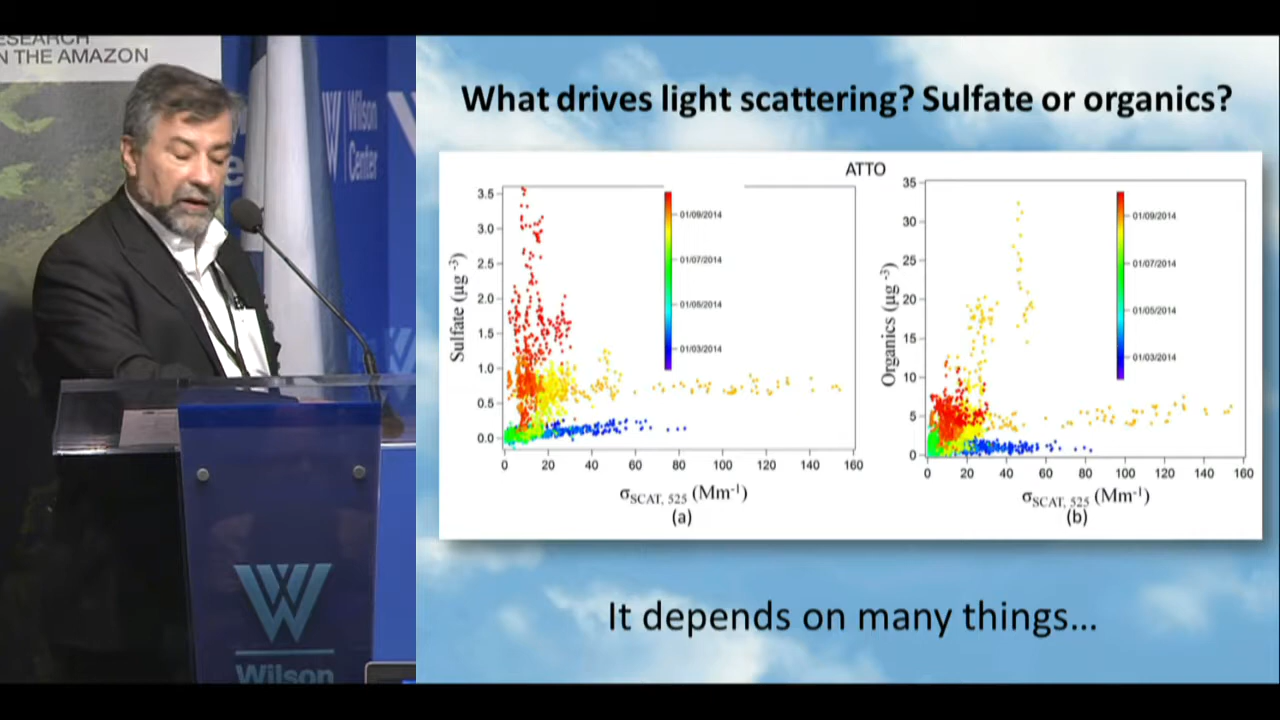 ESEARCH
N THE AMAZON
Wilson
Center
e
Wilson
What drives light scattering? Sulfate or organics?
ATTO
3.5
3.0
2.5
2.0
1.5
1.0
0.5
0.0
Sulfate (µg -3)
01/09/2014
01/07/2014
01/05/2014
01/03/2014
0 20 40 60 80 100 120 140 160
σSCAT, 525 (Mm-1)
(a)
35
30
25
20
15
10
5
0
Organics (µg -3)
01/09/2014
01/07/2014
01/05/2014
01/03/2014
0 20 40 60 80 100 120 140 160
σSCAT, 525 (Mm-1)
(b)
It depends on many things...